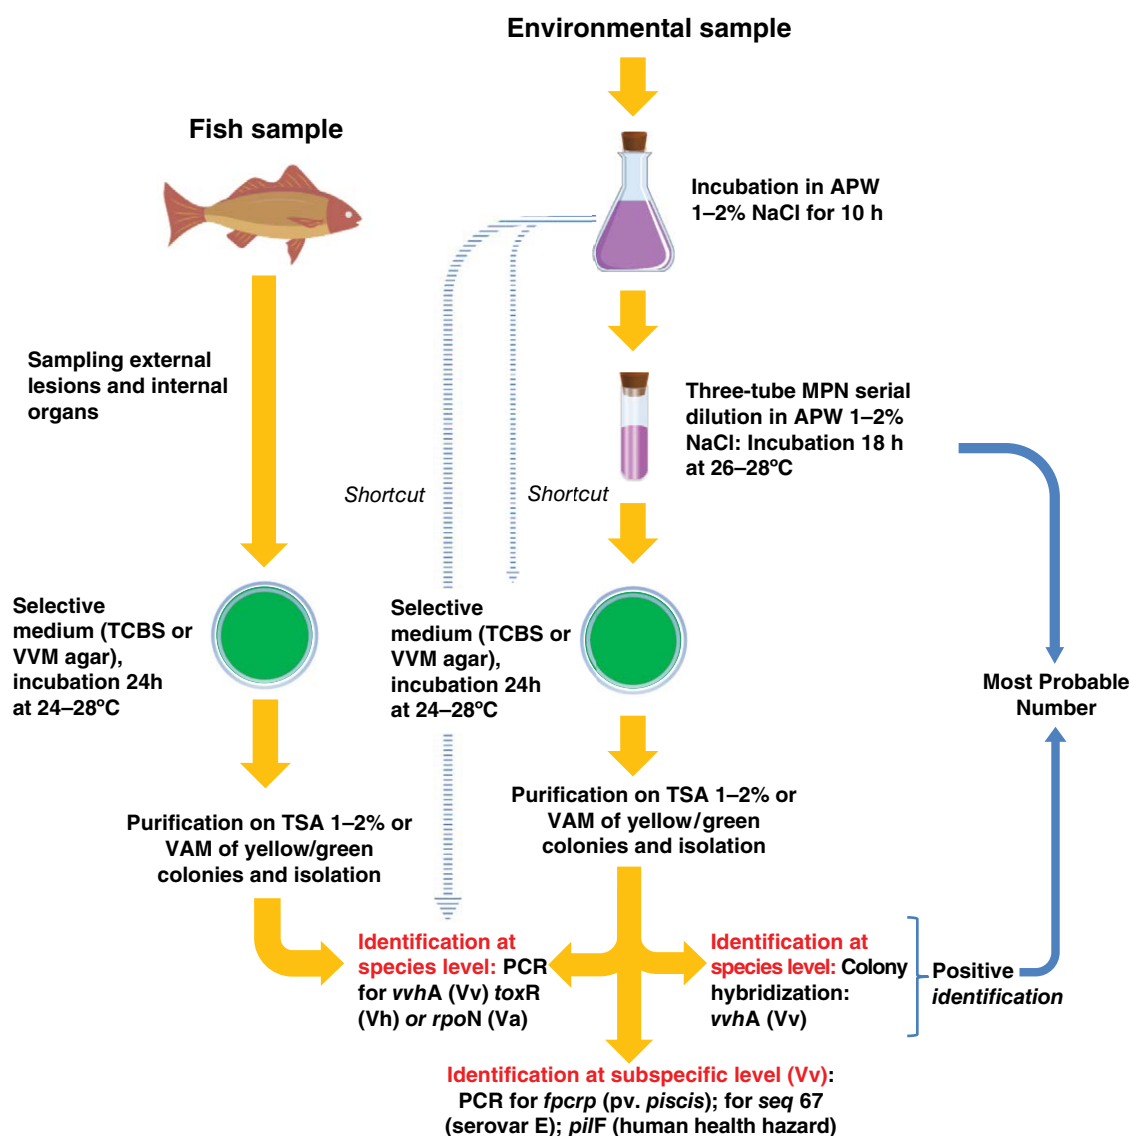 Environmental sample
Fish sample
Incubation in APW
1–2% NaCl for 10 h
Sampling external
lesions and internal
organs
Three-tube MPN serial
dilution in APW 1–2%
NaCl: Incubation 18 h
at 26–28ºC
Shortcut
Shortcut
Selective
medium (TCBS or
VVM agar),
incubation 24h
at 24–28ºC
Selective
medium (TCBS or
VVM agar),
incubation 24h
at 24–28ºC
Most Probable
Number
Purification on TSA 1–2% or
VAM of yellow/green
colonies and isolation
Purification on TSA 1–2% or
VAM of yellow/green
colonies and isolation
Identification at
species level: PCR
for vvhA (Vv) toxR
(Vh) or rpoN (Va)
Identification at
species level: Colony
hybridization:
vvhA (Vv)
Positive
identification
Identification at subspecific level (Vv):
PCR for fpcrp (pv. piscis); for seq 67
(serovar E); pilF (human health hazard)